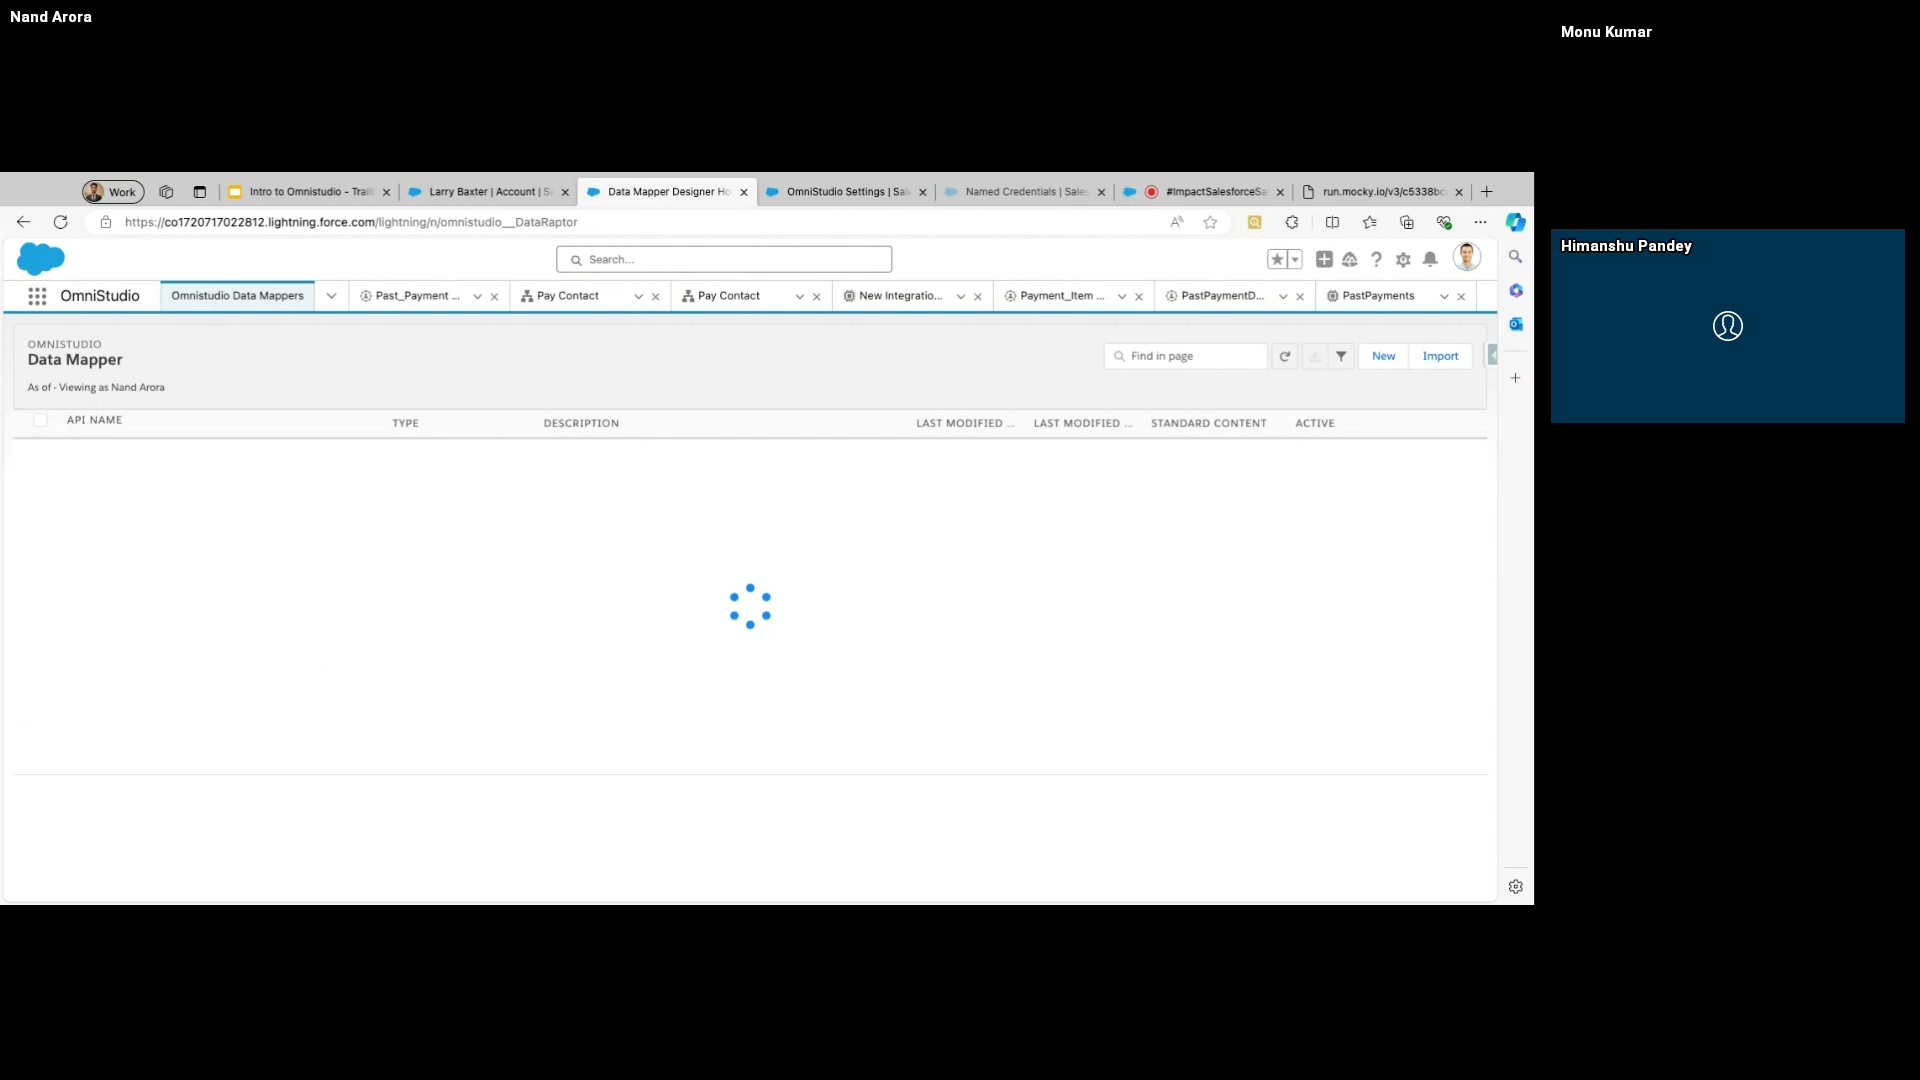 Nand Arora
Monu Kumar
Himanshu Pandey
Work
Intro to Omnistudio - Trail
Larry Baxter | Account | S
Data Mapper Designer Ho
OmniStudio Settings | Sal
Named Credentials | Sales
#ImpactSalesforceSa
run.mocky.io/v3/c5338bc
https://co1720717022812.lightning.force.com/lightning/n/omnistudio__DataRaptor
Search...
OmniStudio
Omnistudio Data Mappers
Past_Payment ...
Pay Contact
Pay Contact
New Integratio...
Payment_Item ...
PastPaymentD...
PastPayments
OMNISTUDIO
Data Mapper
As of - Viewing as Nand Arora
Find in page
New
Import
API NAME
TYPE
DESCRIPTION
LAST MODIFIED ...
LAST MODIFIED ...
STANDARD CONTENT
ACTIVE